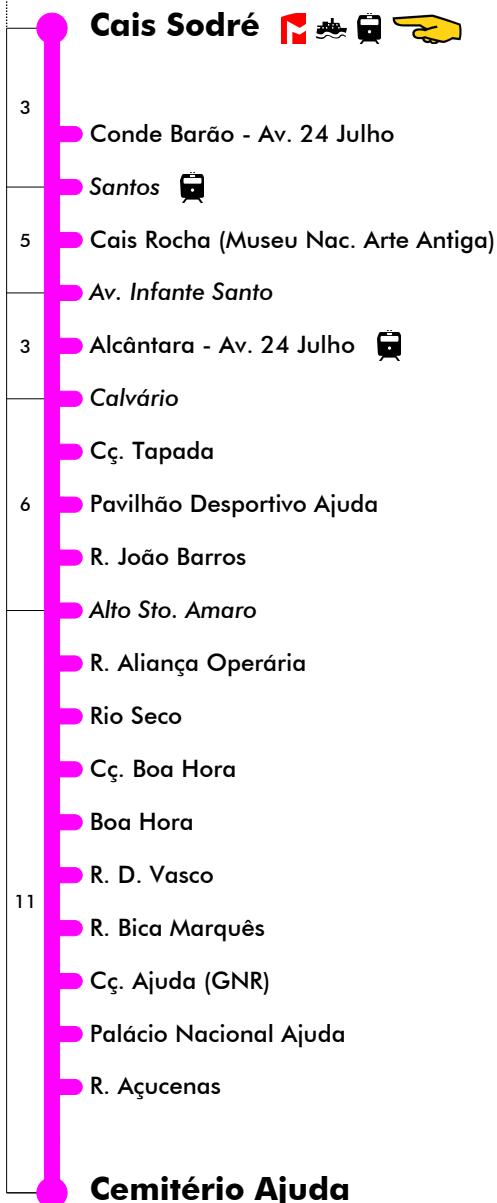 Cais Sodré
3
Conde Barão - Av. 24 Julho
Santos
5
Cais Rocha (Museu Nac. Arte Antiga)
Av. Infante Santo
3
Alcântara - Av. 24 Julho
Calvário
Cç. Tapada
6
Pavilhão Desportivo Ajuda
R. João Barros
Alto Sto. Amaro
R. Aliança Operária
Rio Seco
Cç. Boa Hora
Boa Hora
R. D. Vasco
11
R. Bica Marquês
Cç. Ajuda (GNR)
Palácio Nacional Ajuda
R. Açucenas
Cemitério Ajuda